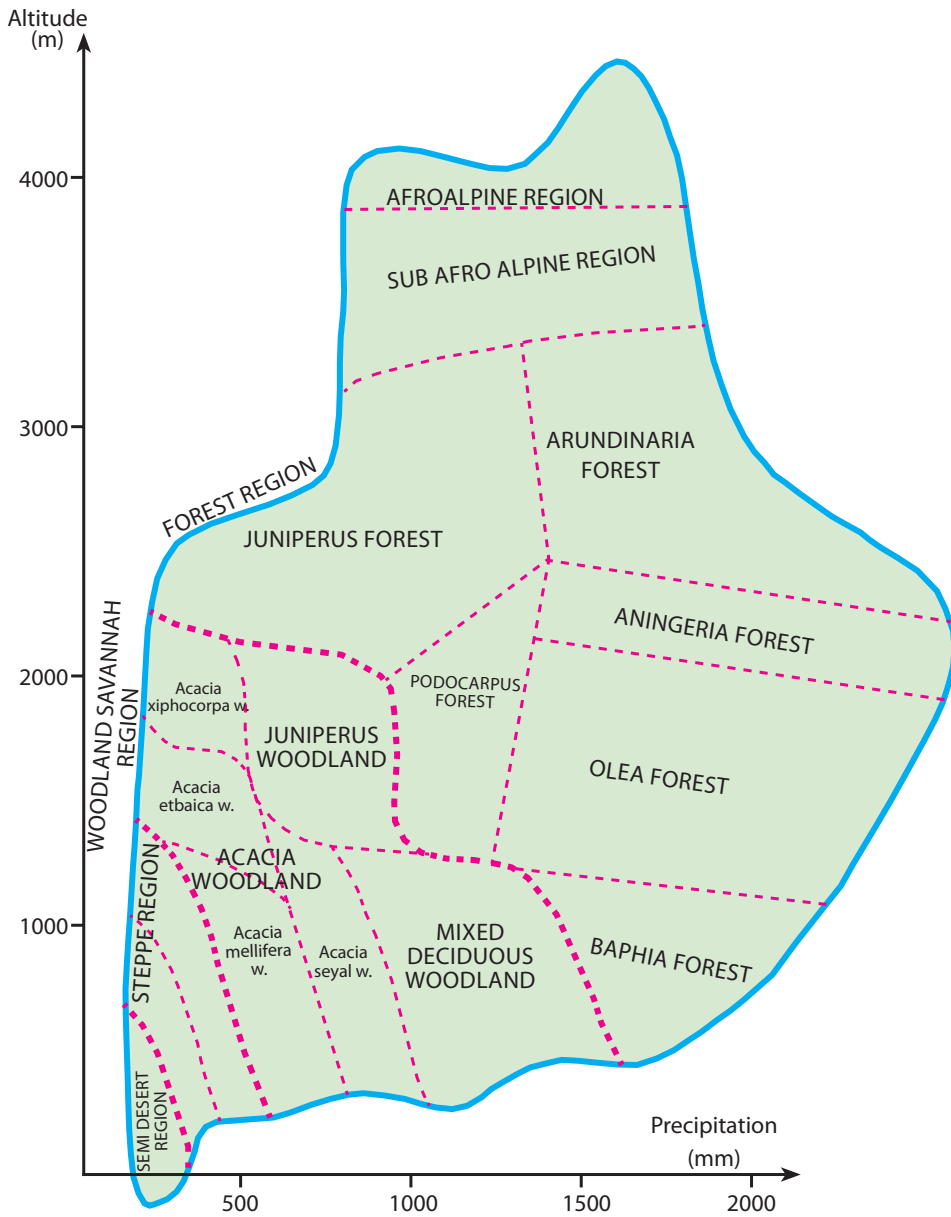 Altitude
(m)
4000
AFROALPINE REGION
SUB AFRO ALPINE REGION
3000
ARUNDINARIA
FOREST
FOREST REGION
JUNIPERUS FOREST
ANINGERIA FOREST
WOODLAND SAVANNAH
REGION
2000
Acacia
xiphocorpa w.
PODOCARPUS
FOREST
JUNIPERUS
WOODLAND
OLEA FOREST
Acacia
etbaica w.
ACACIA
WOODLAND
STEPPE REGION
1000
Acacia
mellifera
w.
Acacia
seyal w.
MIXED
DECIDUOUS
WOODLAND
BAPHIA FOREST
SEMI DESERT
REGION
Precipitation
(mm)
500
1000
1500
2000